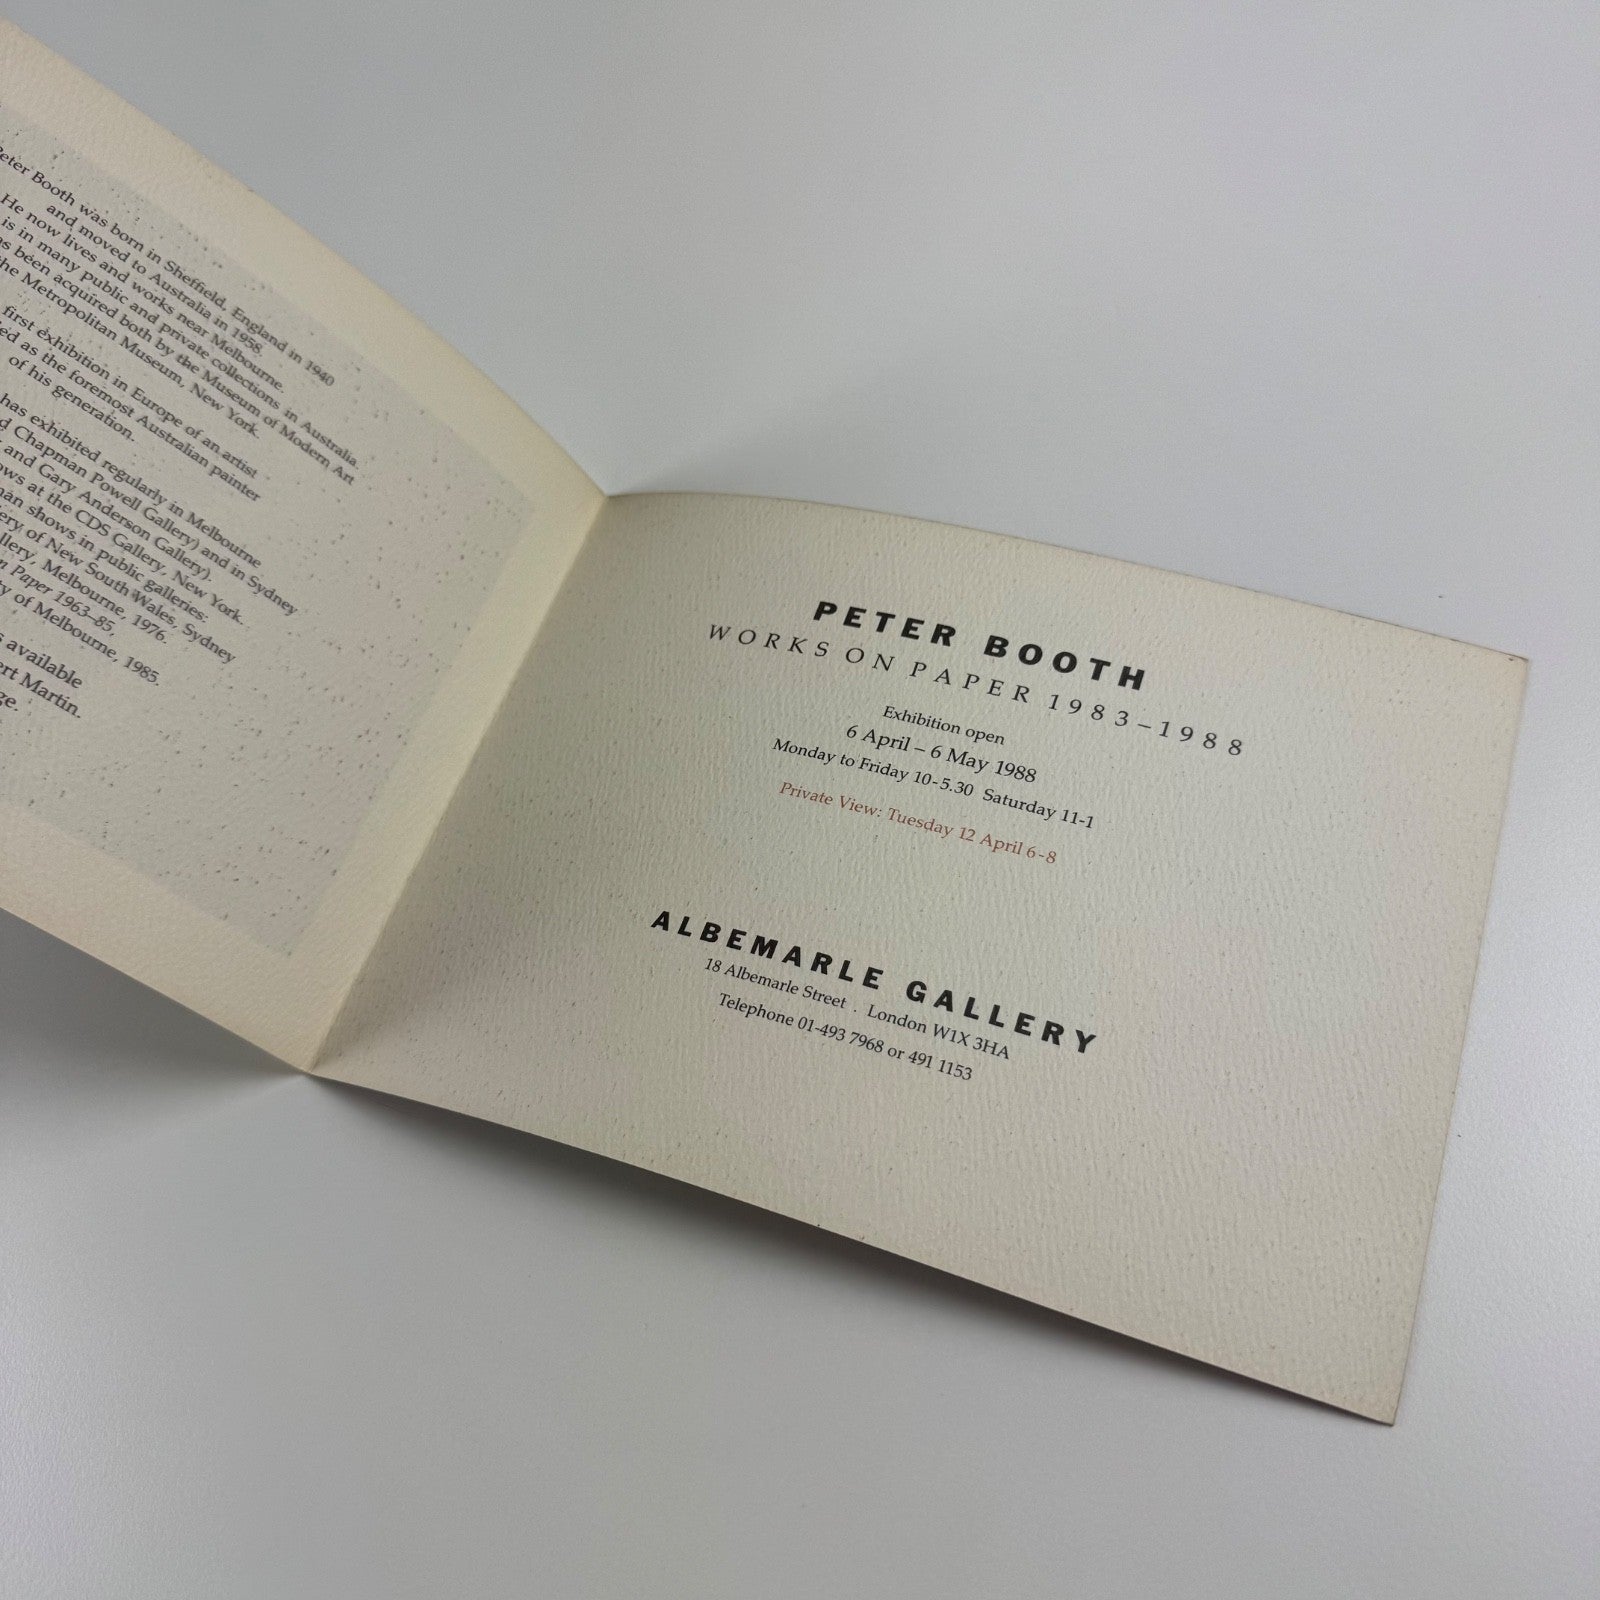 Peter Booth was born in Sheffield, England in 1940
and moved to Australia in 1958.
He now lives and works near Melbourne.
is in many public and private collections in Australia.
been acquired both by the Museum of Modern Art
the Metropolitan Museum, New York.
first exhibition in Europe of an artist
as the foremost Australian painter
of his generation.
has exhibited regularly in Melbourne
Chapman Powell Gallery) and in Sydney
and Gary Anderson Gallery).
at the CDS Gallery, New York.
shows in public galleries:
of New South Wales, Sydney
Melbourne, 1976.
Paper 1963–85,
of Melbourne, 1985.
available
Martin.
PETER BOOTH
WORKS ON PAPER 1983–1988
Exhibition open
6 April – 6 May 1988
Monday to Friday 10-5.30 Saturday 11-1
Private View: Tuesday 12 April 6-8
ALBEMARLE GALLERY
18 Albemarle Street . London W1X 3HA
Telephone 01-493 7968 or 491 1153